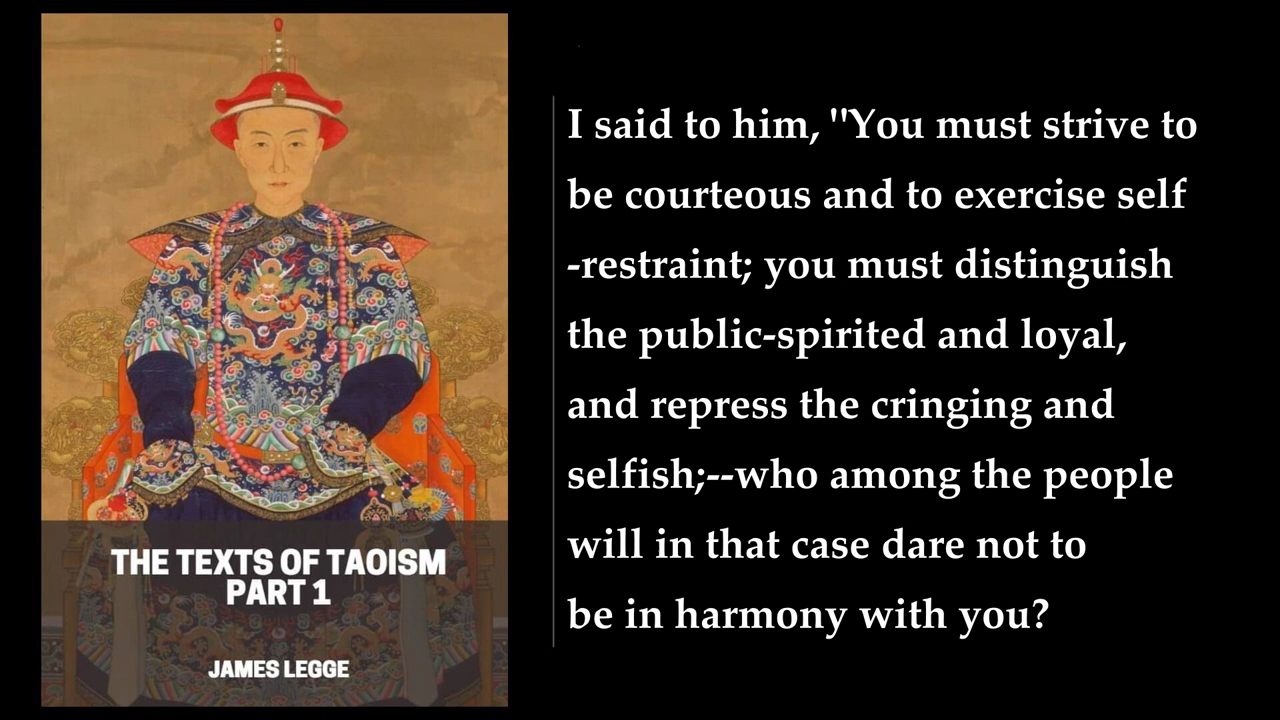 THE TEXTS OF TAOISM
PART 1
JAMES LEGGE
I said to him, "You must strive to
be courteous and to exercise self
-restraint; you must distinguish
the public-spirited and loyal,
and repress the cringing and
selfish;--who among the people
will in that case dare not to
be in harmony with you?